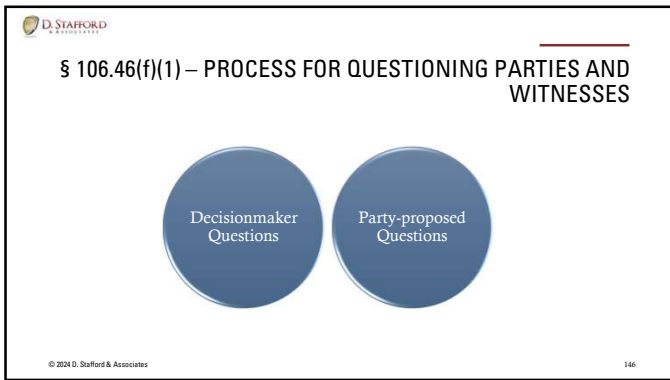 D. STAFFORD
& ASSOCIATES
§ 106.46(f)(1) – PROCESS FOR QUESTIONING PARTIES AND
WITNESSES
Decisionmaker
Questions
Party-proposed
Questions
© 2024 D. Stafford & Associates
146